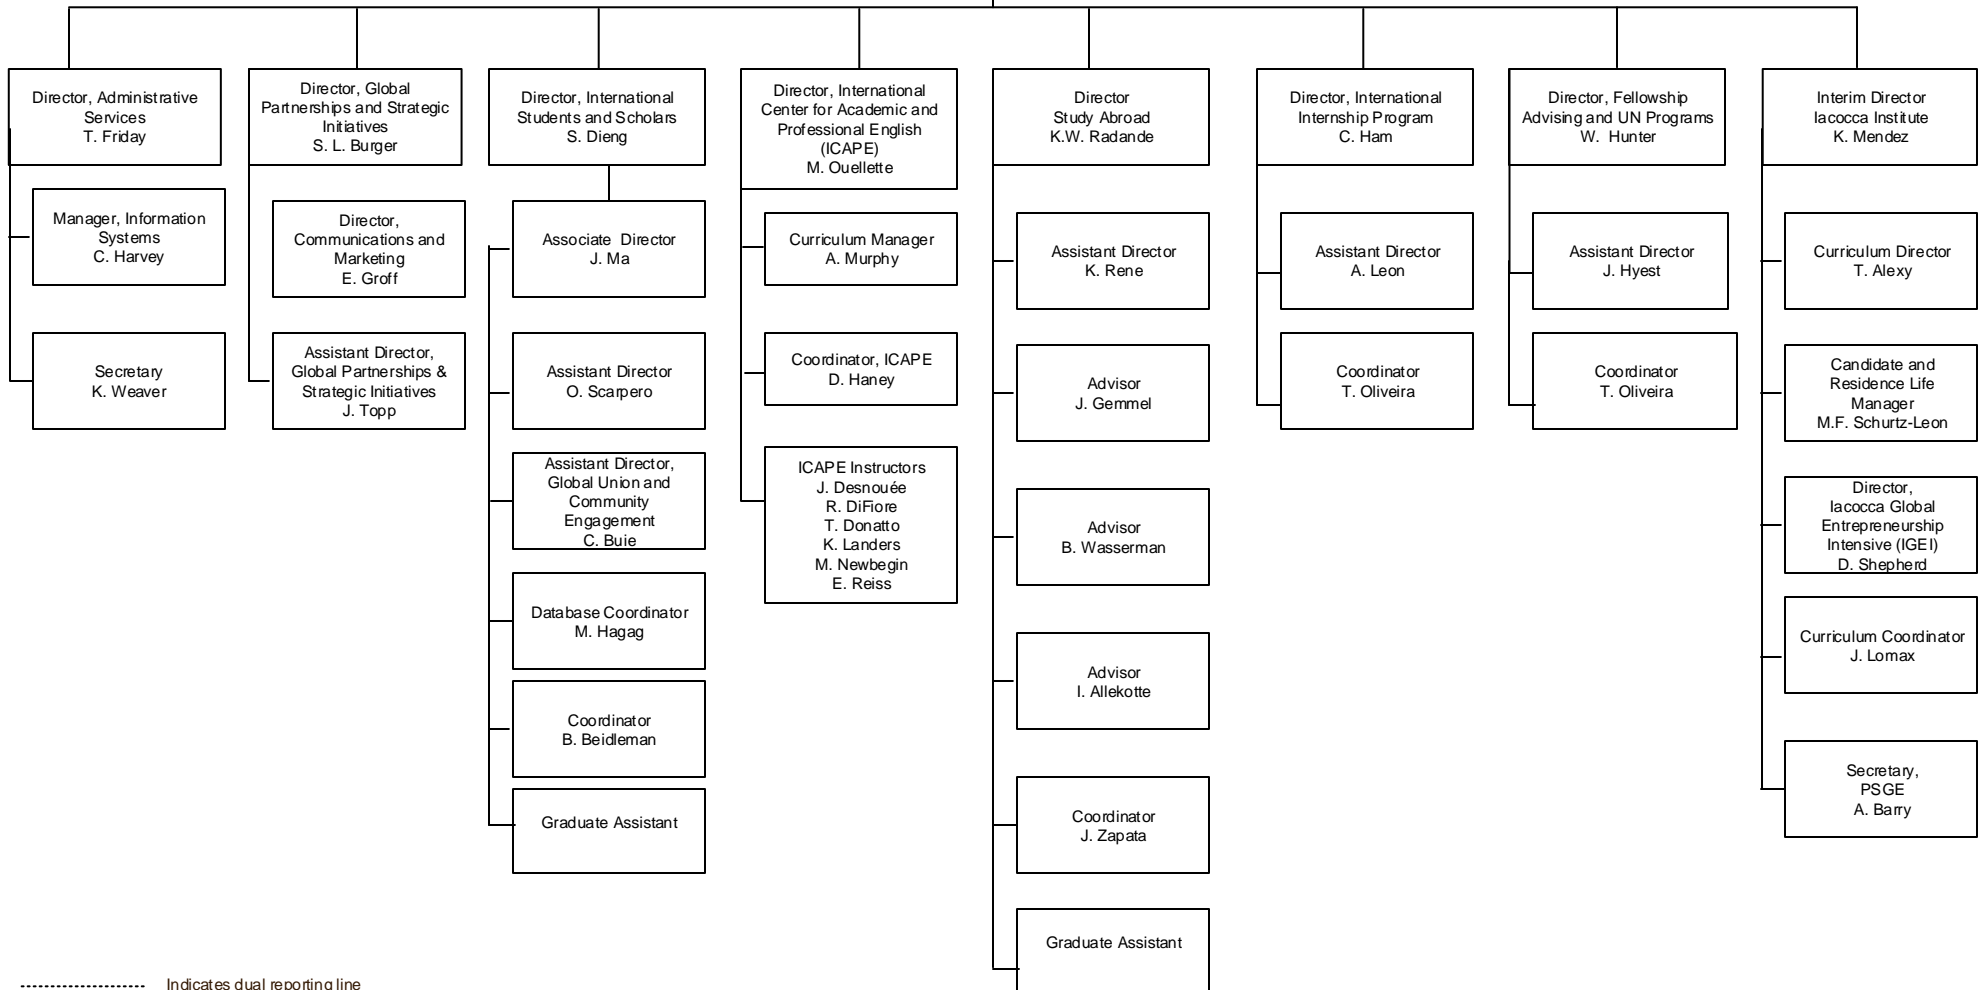 Director, Administrative
Services
T. Friday
Manager, Information
Systems
C. Harvey
Secretary
K. Weaver
Director, Global
Partnerships and Strategic
Initiatives
S. L. Burger
Director,
Communications and
Marketing
E. Groff
Assistant Director,
Global Partnerships &
Strategic Initiatives
J. Topp
Director, International
Students and Scholars
S. Dieng
Associate Director
J. Ma
Assistant Director
O. Scarpero
Assistant Director,
Global Union and
Community
Engagement
C. Buie
Database Coordinator
M. Hagag
Coordinator
B. Beidleman
Graduate Assistant
Director, International
Center for Academic and
Professional English
(ICAPE)
M. Ouellette
Curriculum Manager
A. Murphy
Coordinator, ICAPE
D. Haney
ICAPE Instructors
J. Desnouée
R. DiFiore
T. Donatto
K. Landers
M. Newbegin
E. Reiss
Director
Study Abroad
K.W. Radande
Assistant Director
K. Rene
Advisor
J. Gemmel
Advisor
B. Wasserman
Advisor
I. Allekotte
Coordinator
J. Zapata
Graduate Assistant
Director, International
Internship Program
C. Ham
Assistant Director
A. Leon
Coordinator
T. Oliveira
Director, Fellowship
Advising and UN Programs
W. Hunter
Assistant Director
J. Hyest
Coordinator
T. Oliveira
Interim Director
Iacocca Institute
K. Mendez
Curriculum Director
T. Alexy
Candidate and
Residence Life
Manager
M.F. Schurtz-Leon
Director,
Iacocca Global
Entrepreneurship
Intensive (IGEI)
D. Shepherd
Curriculum Coordinator
J. Lomax
Secretary,
PSGE
A. Barry
Indicates dual reporting line